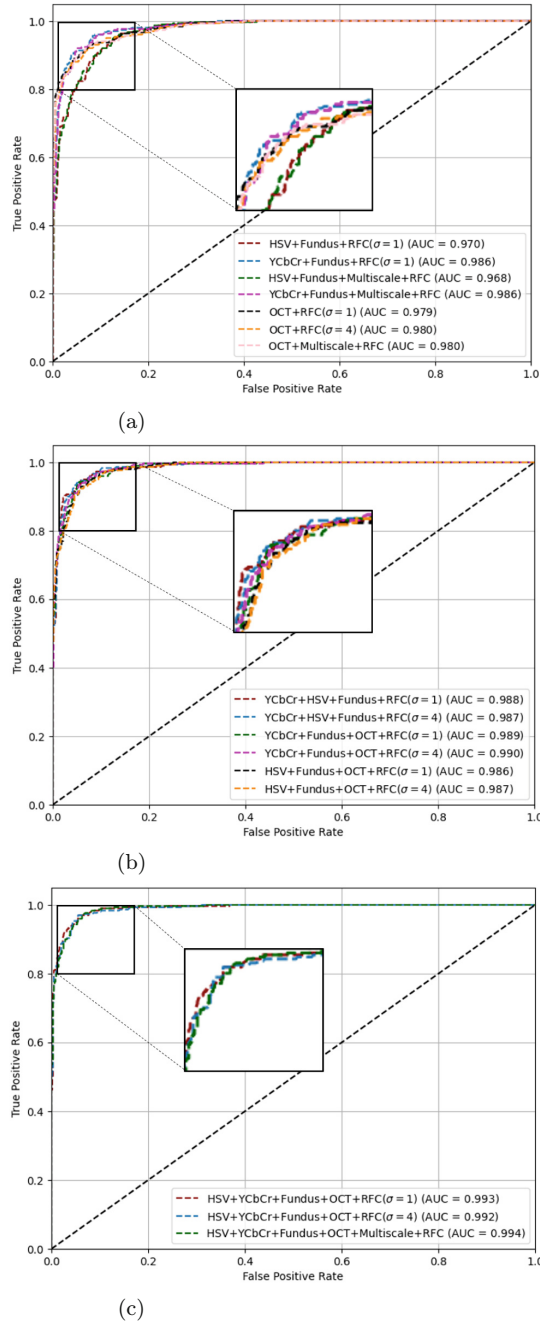 1.0
0.8
0.6
0.4
0.2
0.0
True Positive Rate
HSV+Fundus+RFC(σ = 1) (AUC = 0.970)
YCbCr+Fundus+RFC(σ = 1) (AUC = 0.986)
HSV+Fundus+Multiscale+RFC (AUC = 0.968)
YCbCr+Fundus+Multiscale+RFC (AUC = 0.986)
OCT+RFC(σ = 1) (AUC = 0.979)
OCT+RFC(σ = 4) (AUC = 0.980)
OCT+Multiscale+RFC (AUC = 0.980)
0.0 0.2 0.4 0.6 0.8 1.0
False Positive Rate
(a)
1.0
0.8
0.6
0.4
0.2
0.0
True Positive Rate
YCbCr+HSV+Fundus+RFC(σ = 1) (AUC = 0.988)
YCbCr+HSV+Fundus+RFC(σ = 4) (AUC = 0.987)
YCbCr+Fundus+OCT+RFC(σ = 1) (AUC = 0.989)
YCbCr+Fundus+OCT+RFC(σ = 4) (AUC = 0.990)
HSV+Fundus+OCT+RFC(σ = 1) (AUC = 0.986)
HSV+Fundus+OCT+RFC(σ = 4) (AUC = 0.987)
0.0 0.2 0.4 0.6 0.8 1.0
False Positive Rate
(b)
1.0
0.8
0.6
0.4
0.2
0.0
True Positive Rate
HSV+YCbCr+Fundus+OCT+RFC(σ = 1) (AUC = 0.993)
HSV+YCbCr+Fundus+OCT+RFC(σ = 4) (AUC = 0.992)
HSV+YCbCr+Fundus+OCT+Multiscale+RFC (AUC = 0.994)
0.0 0.2 0.4 0.6 0.8 1.0
False Positive Rate
(c)